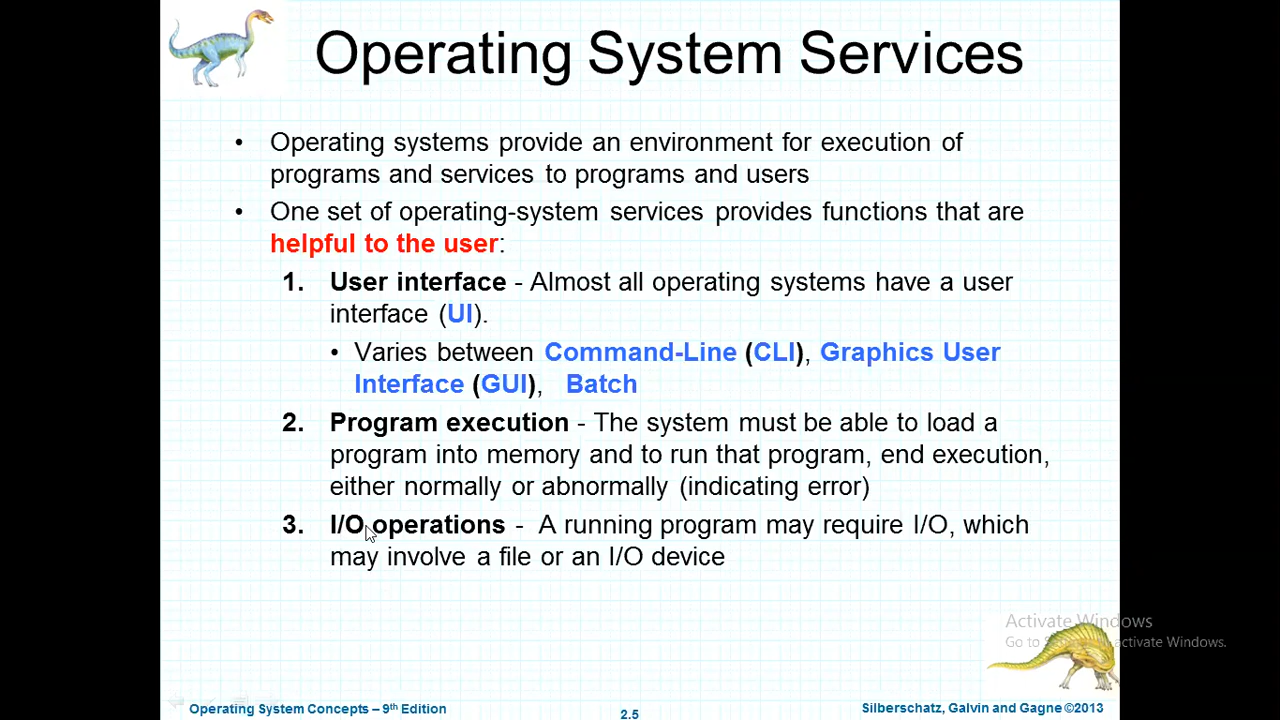 Operating System Services
• Operating systems provide an environment for execution of
programs and services to programs and users
• One set of operating-system services provides functions that are
helpful to the user:
1. User interface - Almost all operating systems have a user
interface (UI).
• Varies between Command-Line (CLI), Graphics User
Interface (GUI), Batch
2. Program execution - The system must be able to load a
program into memory and to run that program, end execution,
either normally or abnormally (indicating error)
3. I/O operations - A running program may require I/O, which
may involve a file or an I/O device
Activate Windows
Go to activate Windows.
Operating System Concepts – 9th Edition
2.5
Silberschatz, Galvin and Gagne ©2013